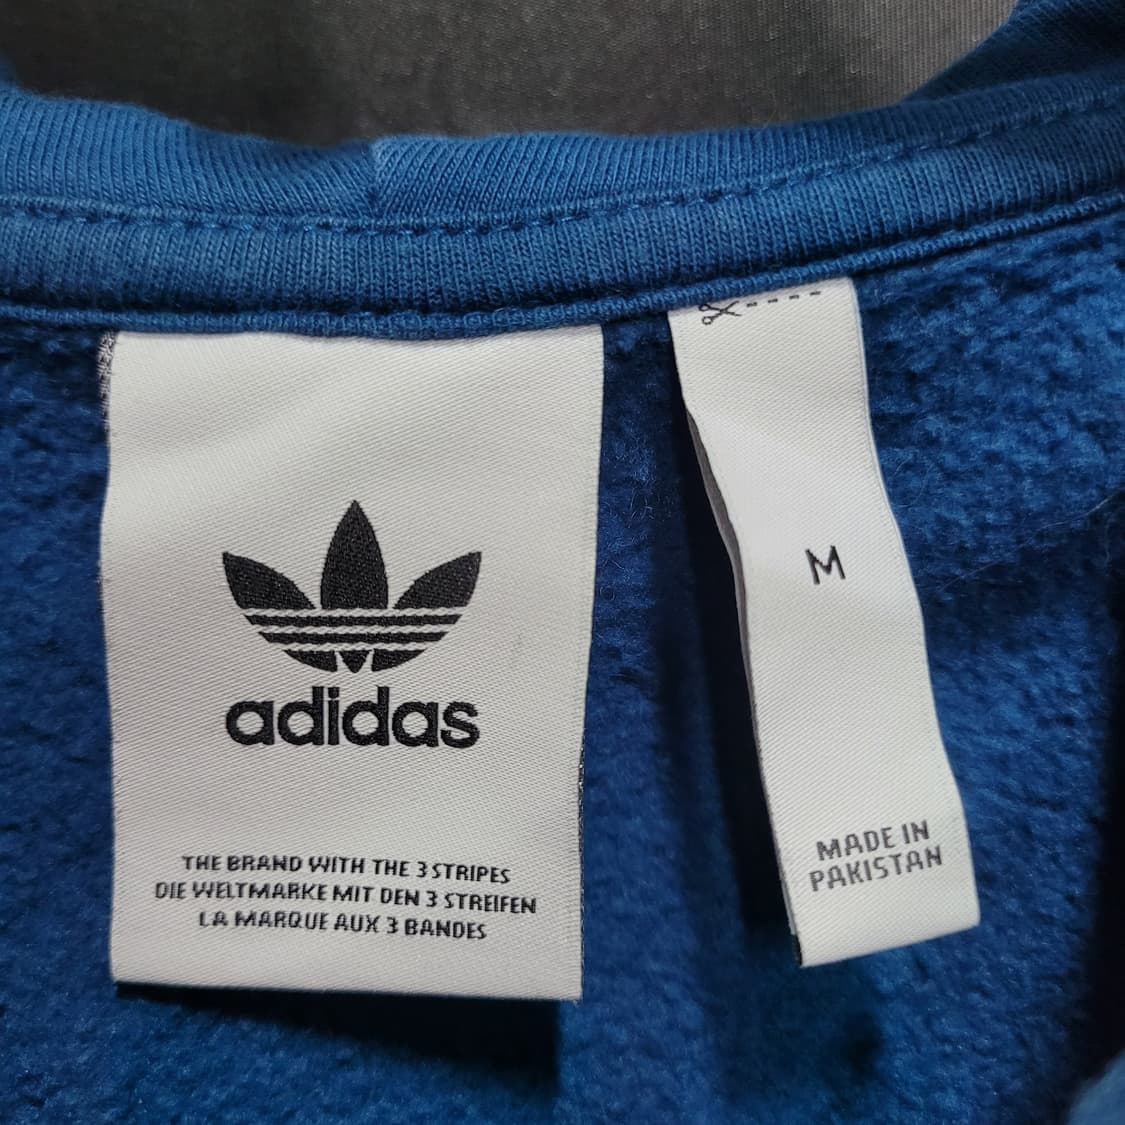 adidas
THE BRAND WITH THE 3 STRIPES
DIE WELTMARKE MIT DEN 3 STREIFEN
LA MARQUE AUX 3 BANDES
M
MADE IN
PAKISTAN